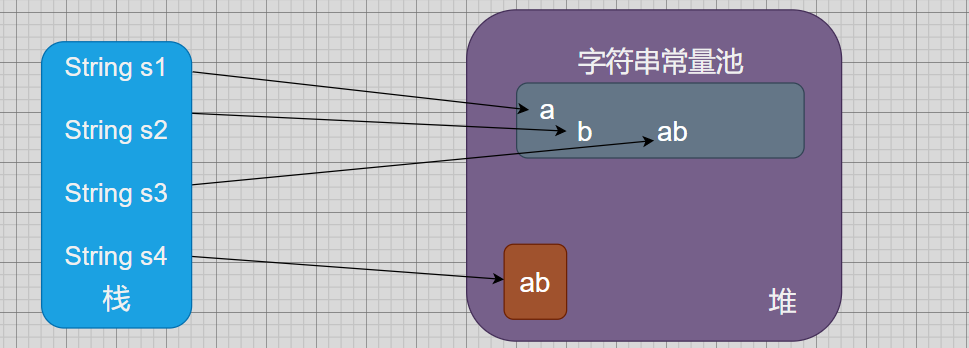 String s1
String s2
String s3
String s4
栈
字符串常量池
a
b
ab
ab
堆